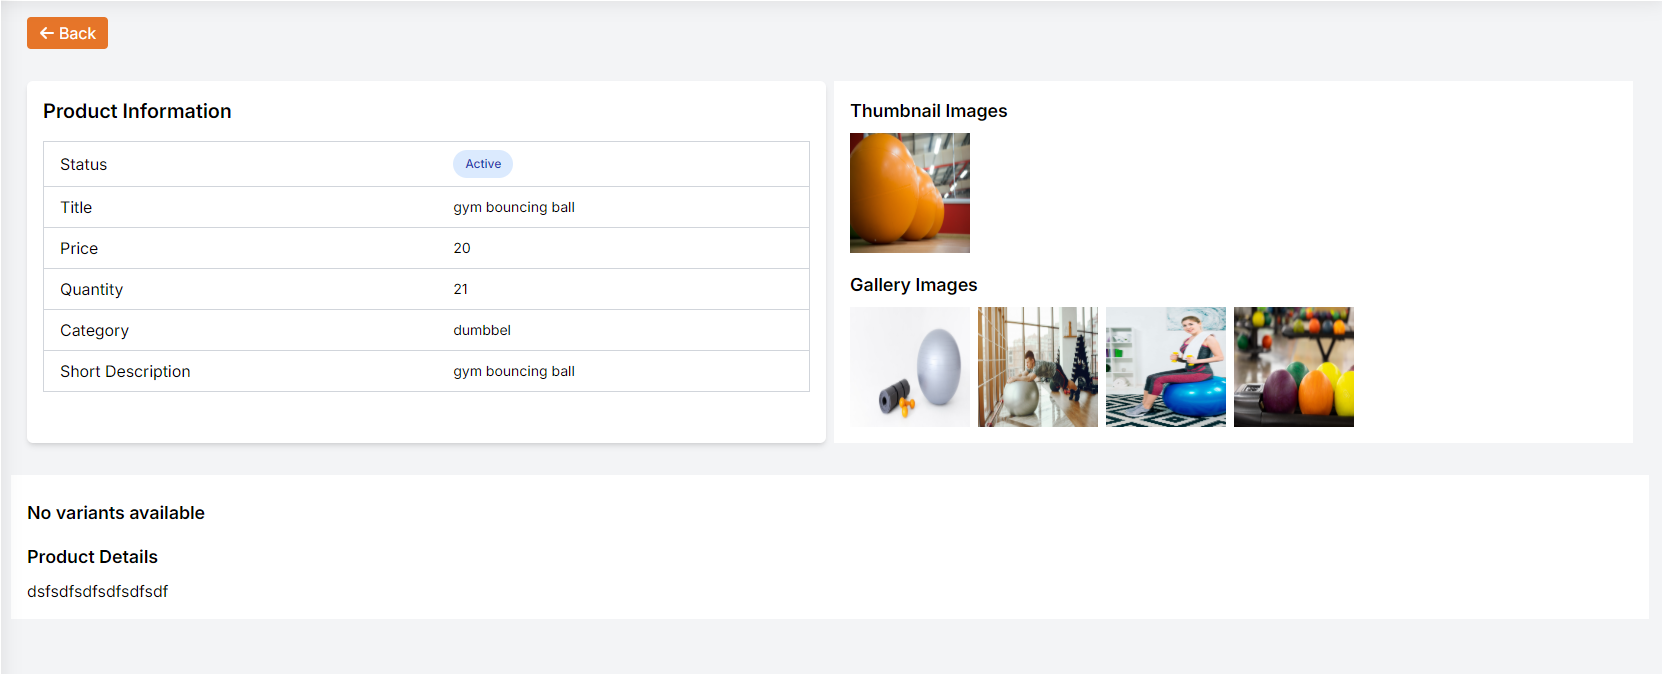 ← Back
Product Information
Status Active
Title gym bouncing ball
Price 20
Quantity 21
Category dumbbel
Short Description gym bouncing ball
Thumbnail Images
Gallery Images
No variants available
Product Details
dsfsdfsdfsdfsdfsdf